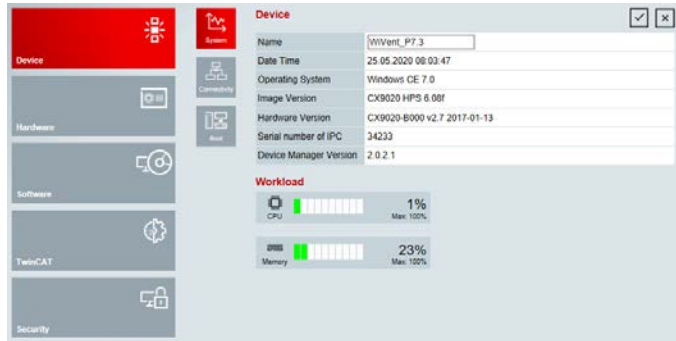 Device
Hardware
Software
TwinCAT
Security
System
Connectivity
Boot
Device
Name WiVent_P7.3
Date Time 25.05.2020 08:03:47
Operating System Windows CE 7.0
Image Version CX9020 HPS 6.08f
Hardware Version CX9020-B000 v2.7 2017-01-13
Serial number of IPC 34233
Device Manager Version 2.0.2.1
Workload
CPU 1%
Max: 100%
Memory 23%
Max: 100%